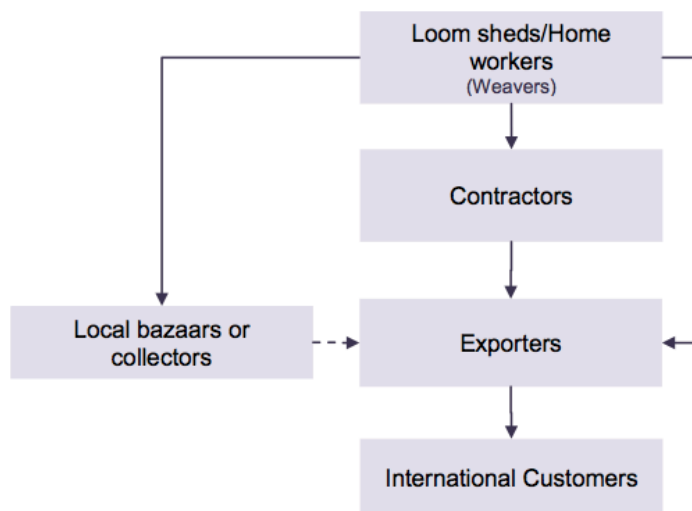 Loom sheds/Home
workers
(Weavers)
Contractors
Local bazaars or
collectors
Exporters
International Customers